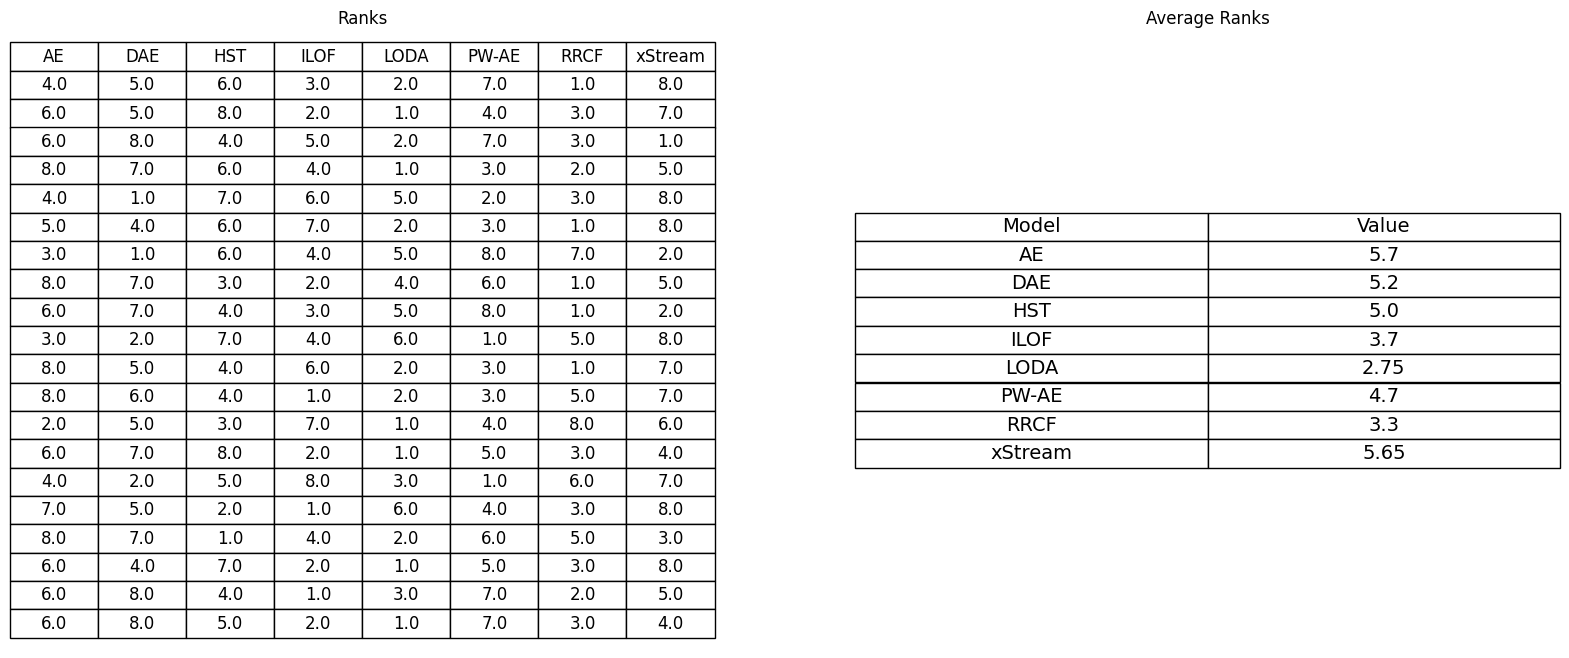 Ranks
AE DAE HST ILOF LODA PW-AE RRCF xStream
4.0 5.0 6.0 3.0 2.0 7.0 1.0 8.0
6.0 5.0 8.0 2.0 1.0 4.0 3.0 7.0
6.0 8.0 4.0 5.0 2.0 7.0 3.0 1.0
8.0 7.0 6.0 4.0 1.0 3.0 2.0 5.0
4.0 1.0 7.0 6.0 5.0 2.0 3.0 8.0
5.0 4.0 6.0 7.0 2.0 3.0 1.0 8.0
3.0 1.0 6.0 4.0 5.0 8.0 7.0 2.0
8.0 7.0 3.0 2.0 4.0 6.0 1.0 5.0
6.0 7.0 4.0 3.0 5.0 8.0 1.0 2.0
3.0 2.0 7.0 4.0 6.0 1.0 5.0 8.0
8.0 5.0 4.0 6.0 2.0 3.0 1.0 7.0
8.0 6.0 4.0 1.0 2.0 3.0 5.0 7.0
2.0 5.0 3.0 7.0 1.0 4.0 8.0 6.0
6.0 7.0 8.0 2.0 1.0 5.0 3.0 4.0
4.0 2.0 5.0 8.0 3.0 1.0 6.0 7.0
7.0 5.0 2.0 1.0 6.0 4.0 3.0 8.0
8.0 7.0 1.0 4.0 2.0 6.0 5.0 3.0
6.0 4.0 7.0 2.0 1.0 5.0 3.0 8.0
6.0 8.0 4.0 1.0 3.0 7.0 2.0 5.0
6.0 8.0 5.0 2.0 1.0 7.0 3.0 4.0
Average Ranks
Model Value
AE 5.7
DAE 5.2
HST 5.0
ILOF 3.7
LODA 2.75
PW-AE 4.7
RRCF 3.3
xStream 5.65